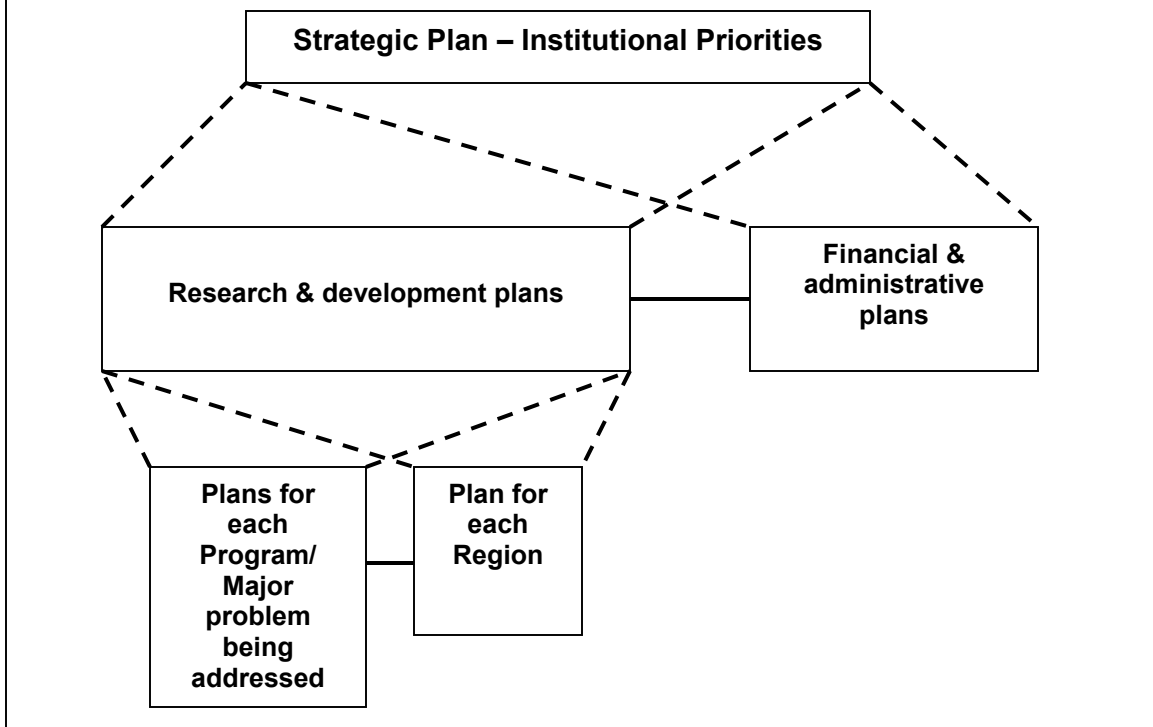 Strategic Plan – Institutional Priorities
Research & development plans
Financial &
administrative
plans
Plans for
each
Program/
Major
problem
being
addressed
Plan for
each
Region